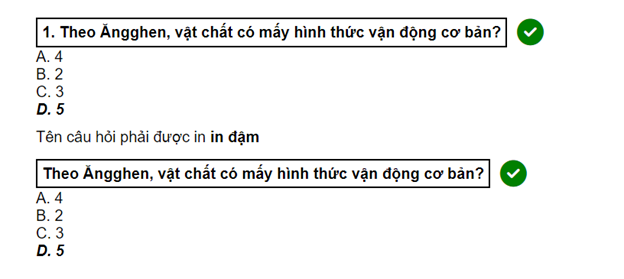 1. Theo Ăngghen, vật chất có mấy hình thức vận động cơ bản?
A. 4
B. 2
C. 3
D. 5
Tên câu hỏi phải được in in đậm
Theo Ăngghen, vật chất có mấy hình thức vận động cơ bản?
A. 4
B. 2
C. 3
D. 5